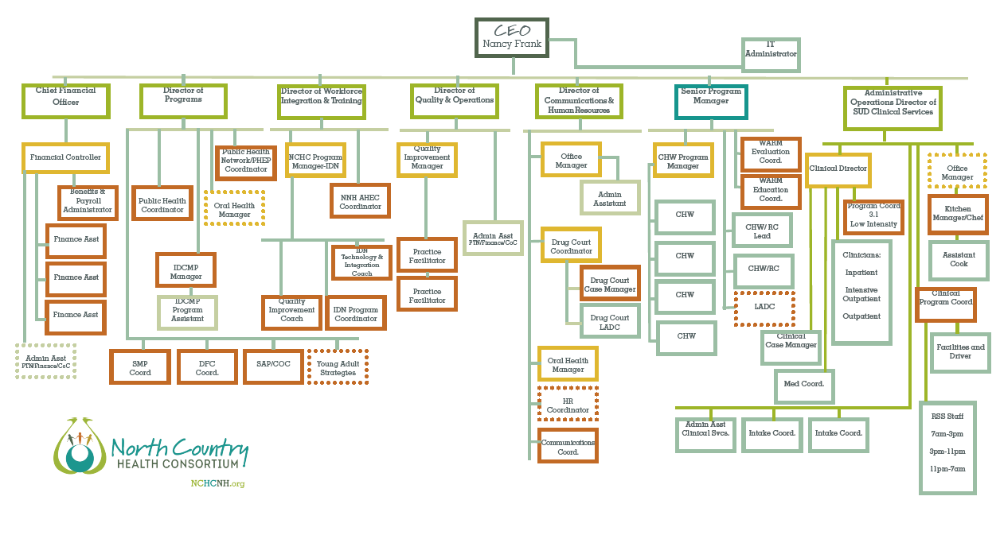 CEO
Nancy Frank
IT
Administrator
Chief Financial
Officer
Director of
Programs
Director of Workforce
Integration & Training
Director of
Quality & Operations
Director of
Communications &
Human Resources
Senior Program
Manager
Administrative
Operations Director of
SUD Clinical Services
Financial Controller
Benefits &
Payroll
Administrator
Finance Asst
Finance Asst
Finance Asst
Admin Asst
PTN/Finance/CoC
Public Health
Network/PHEP
Coordinator
Public Health
Coordinator
Oral Health
Manager
IDCMP
Manager
IDCMP
Program
Assistant
SMP
Coord
DFC
Coord.
SAP/COC
Young Adult
Strategies
NCHC Program
Manager-IDN
NNH AHEC
Coordinator
IDN
Technology &
Integration
Coach
Quality
Improvement
Coach
IDN Program
Coordinator
Quality
Improvement
Manager
Admin Asst
PTN/Finance/CoC
Practice
Facilitator
Practice
Facilitator
Office
Manager
Admin
Assistant
Drug Court
Coordinator
Drug Court
Case Manager
Drug Court
LADC
Oral Health
Manager
HR
Coordinator
Communications
Coord.
CHW Program
Manager
CHW
CHW
CHW
CHW
WARM
Evaluation
Coord.
WARM
Education
Coord.
CHW/ RC
Lead
CHW/RC
LADC
Clinical Director
Program Coord
3.1
Low Intensity
Clinicians:
Inpatient
Intensive
Outpatient
Outpatient
Clinical
Case Manager
Med Coord.
Admin Asst
Clinical Svcs.
Intake Coord.
Intake Coord.
Office
Manager
Kitchen
Manager/Chef
Assistant
Cook
Clinical
Program Coord.
Facilities and
Driver
RSS Staff
7am-3pm
3pm-11pm
11pm-7am
North Country
HEALTH CONSORTIUM
NCHCNH.org